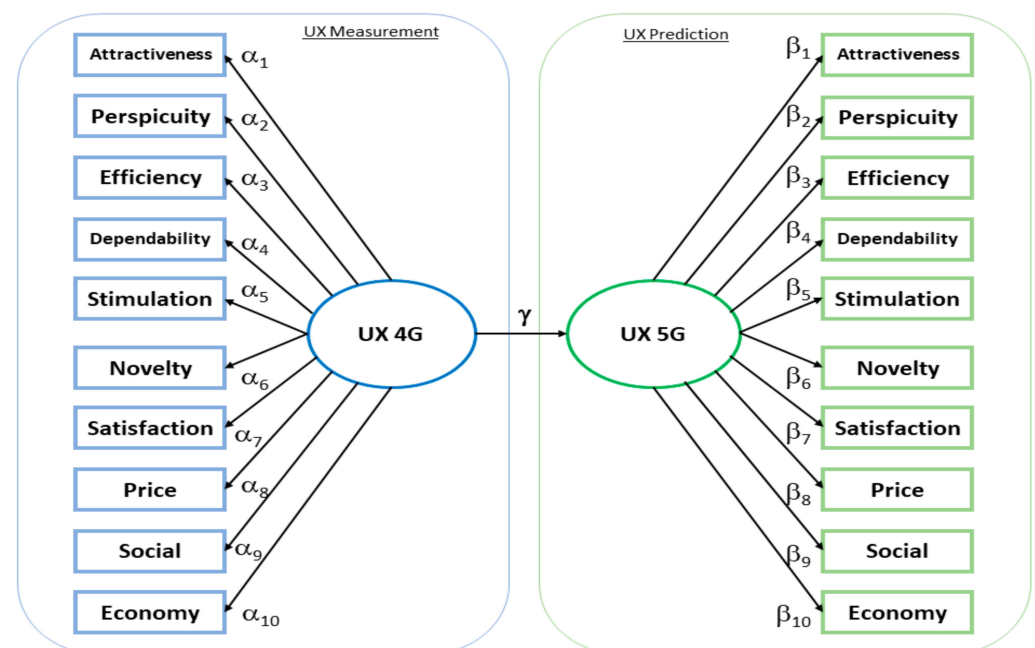 UX Measurement
Attractiveness α1
Perspicuity α2
Efficiency α3
Dependability α4
Stimulation α5
Novelty α6
Satisfaction α7
Price α8
Social α9
Economy α10
UX 4G
γ
UX Prediction
UX 5G
β1 Attractiveness
β2 Perspicuity
β3 Efficiency
β4 Dependability
β5 Stimulation
β6 Novelty
β7 Satisfaction
β8 Price
β9 Social
β10 Economy